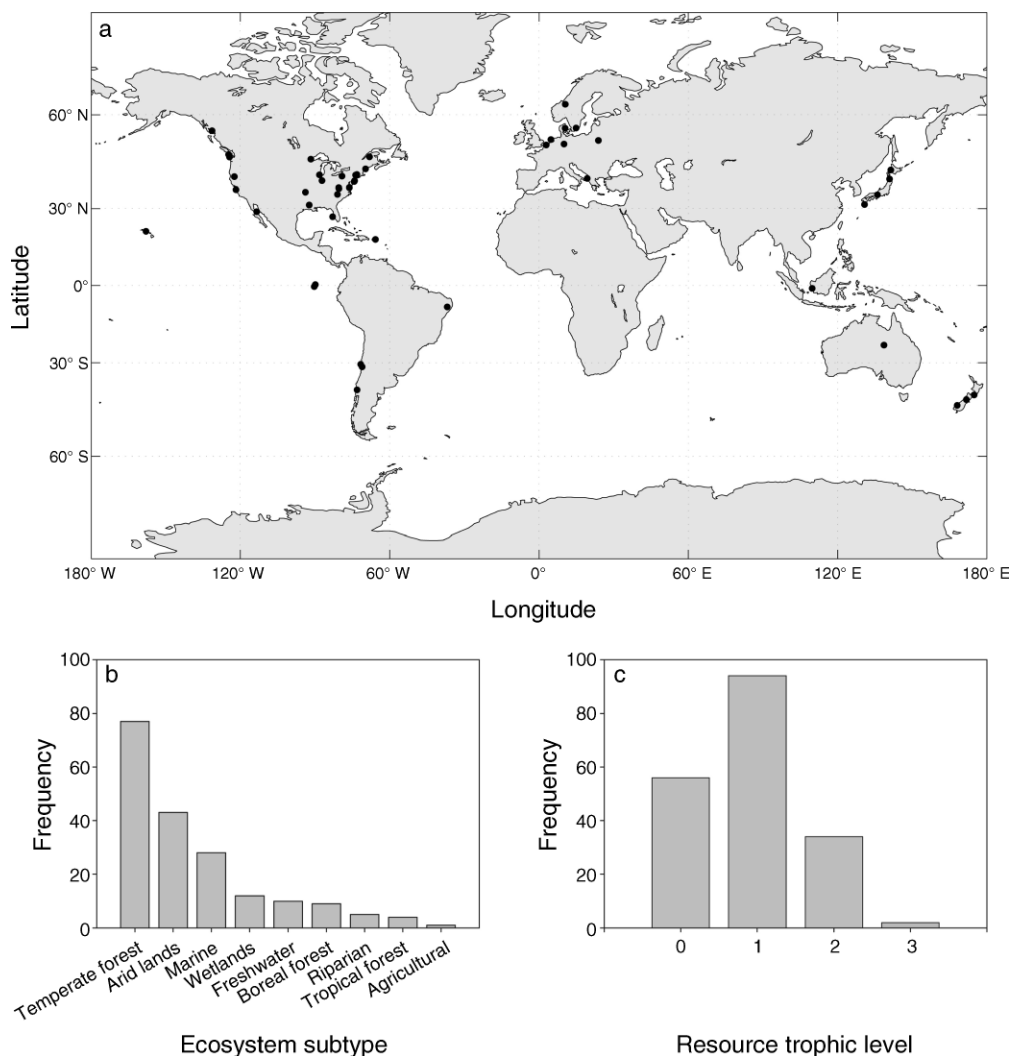 a
60° N
30° N
0°
30° S
60° S
Latitude
180° W
120° W
60° W
0°
60° E
120° E
180° E
Longitude
b
100
80
60
40
20
0
Frequency
Temperate forest
Arid lands
Marine
Wetlands
Freshwater
Boreal forest
Riparian
Tropical forest
Agricultural
Ecosystem subtype
c
100
80
60
40
20
0
Frequency
0
1
2
3
Resource trophic level